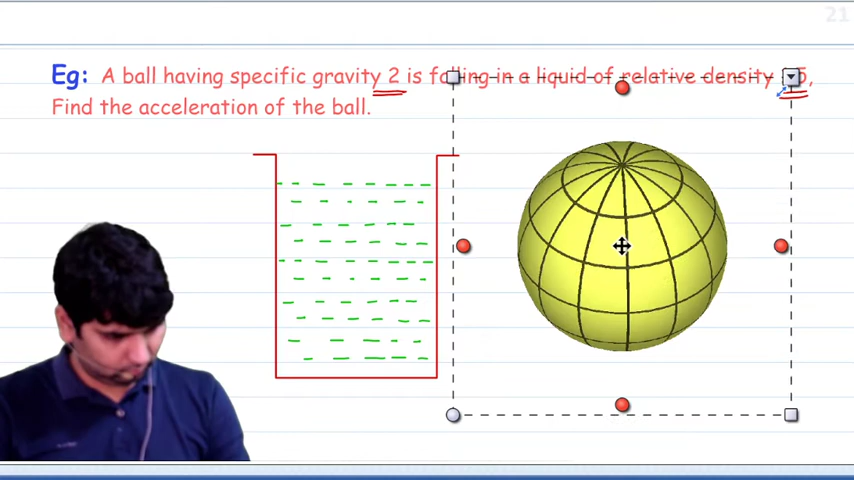 21
Eg: A ball having specific gravity 2 is falling in a liquid of relative density
Find the acceleration of the ball.